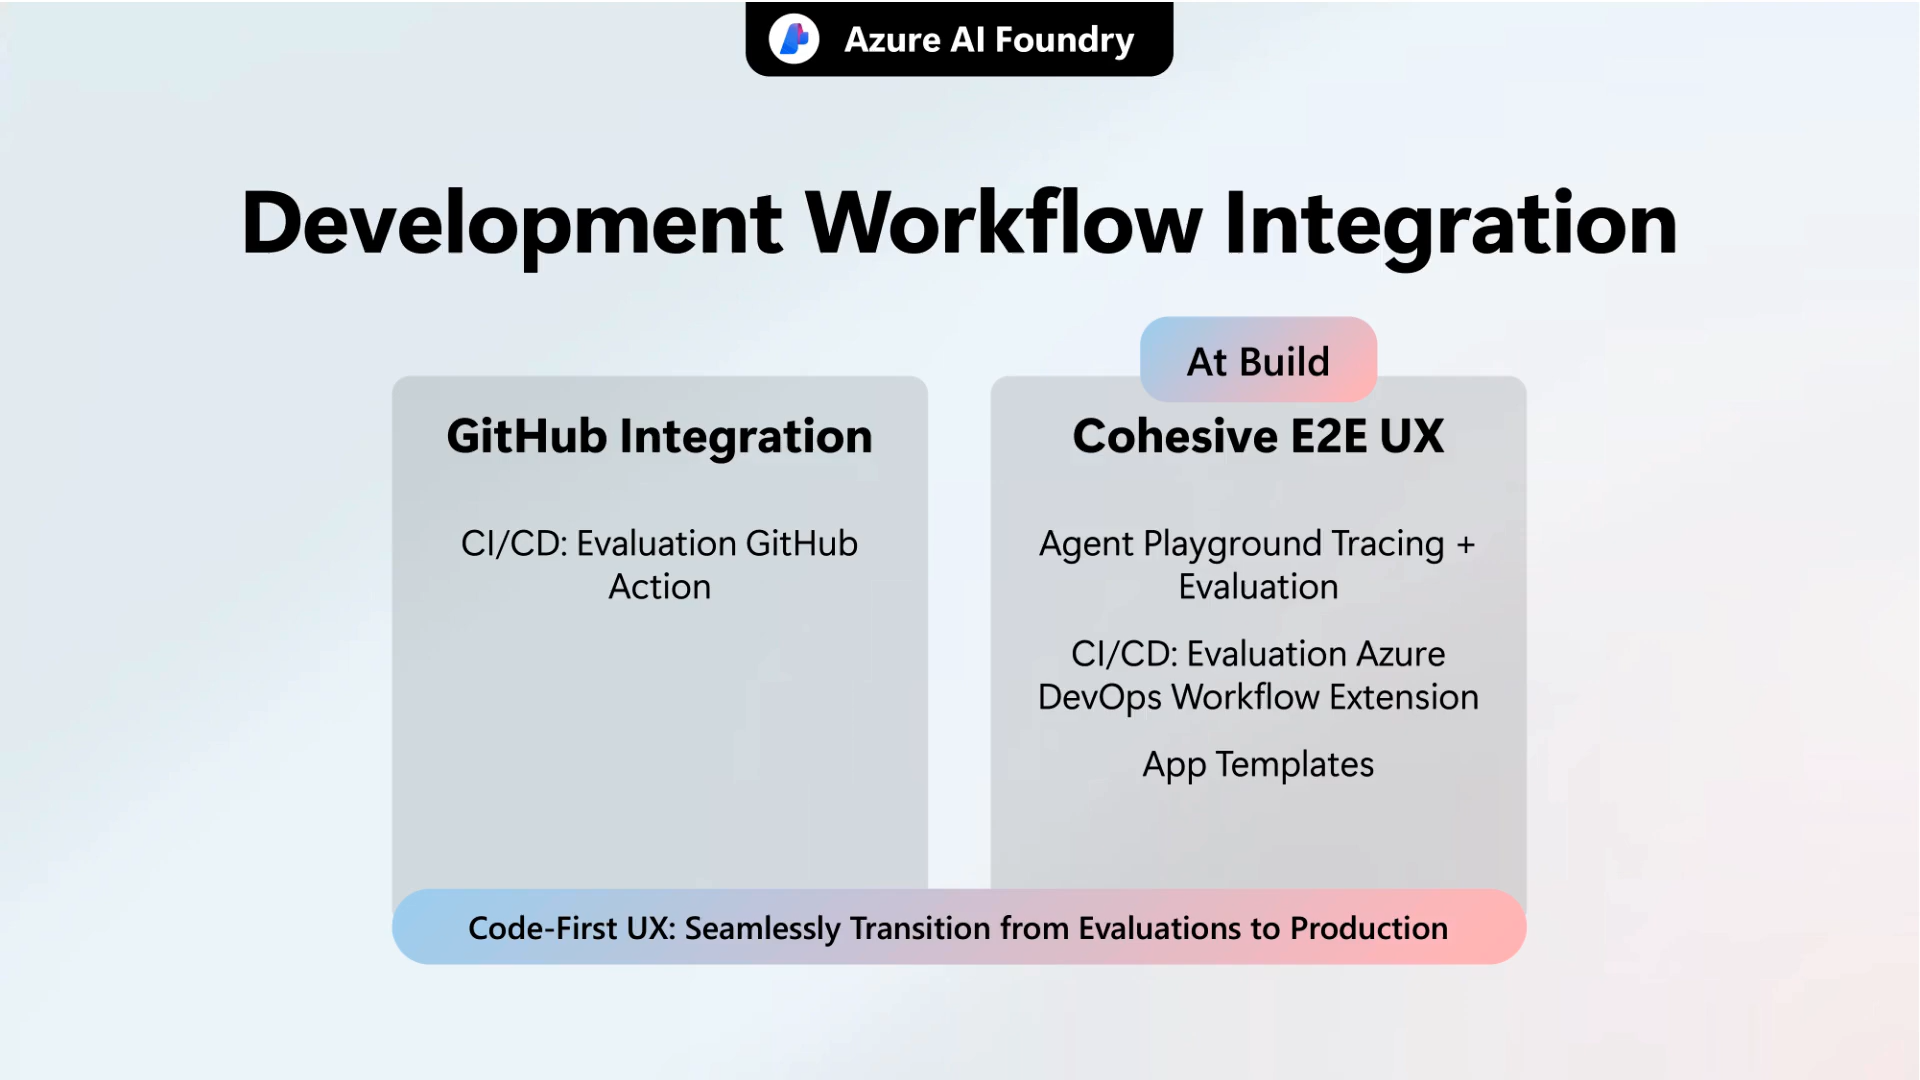 Azure AI Foundry
Development Workflow Integration
GitHub Integration
CI/CD: Evaluation GitHub
Action
At Build
Cohesive E2E UX
Agent Playground Tracing +
Evaluation
CI/CD: Evaluation Azure
DevOps Workflow Extension
App Templates
Code-First UX: Seamlessly Transition from Evaluations to Production